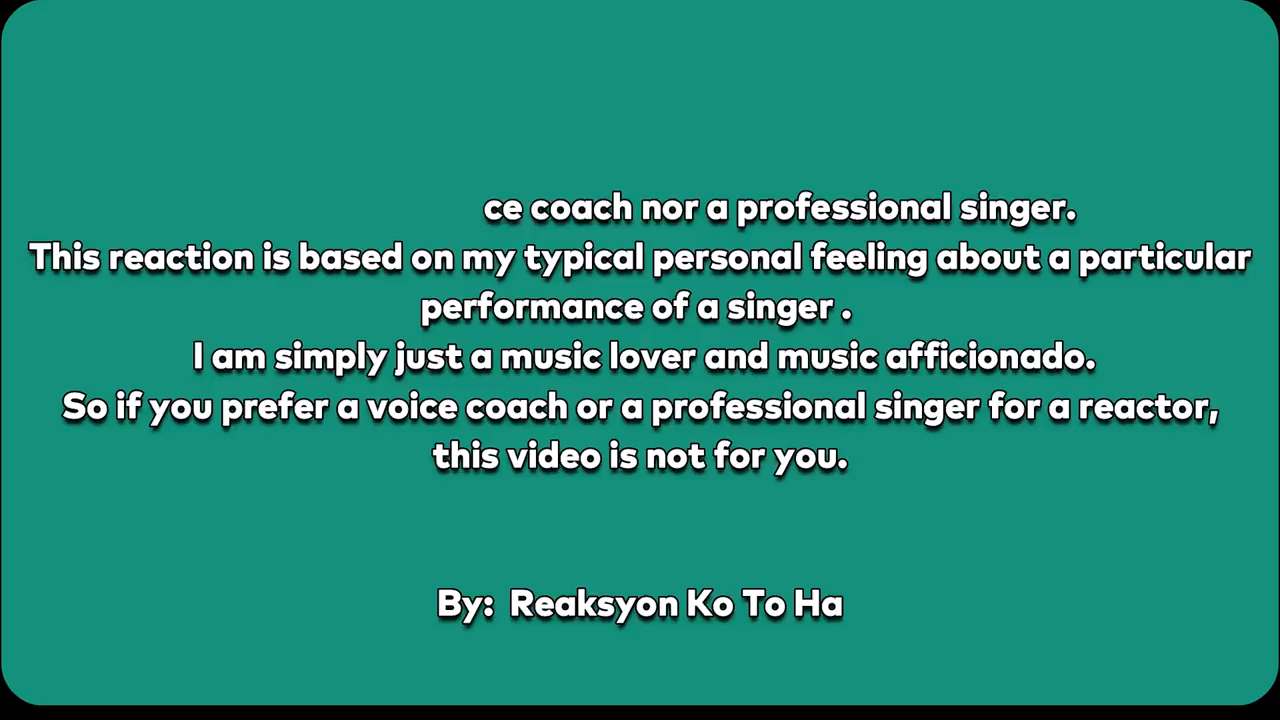 ce coach nor a professional singer.
This reaction is based on my typical personal feeling about a particular
performance of a singer .
I am simply just a music lover and music afficionado.
So if you prefer a voice coach or a professional singer for a reactor,
this video is not for you.
By: Reaksyon Ko To Ha